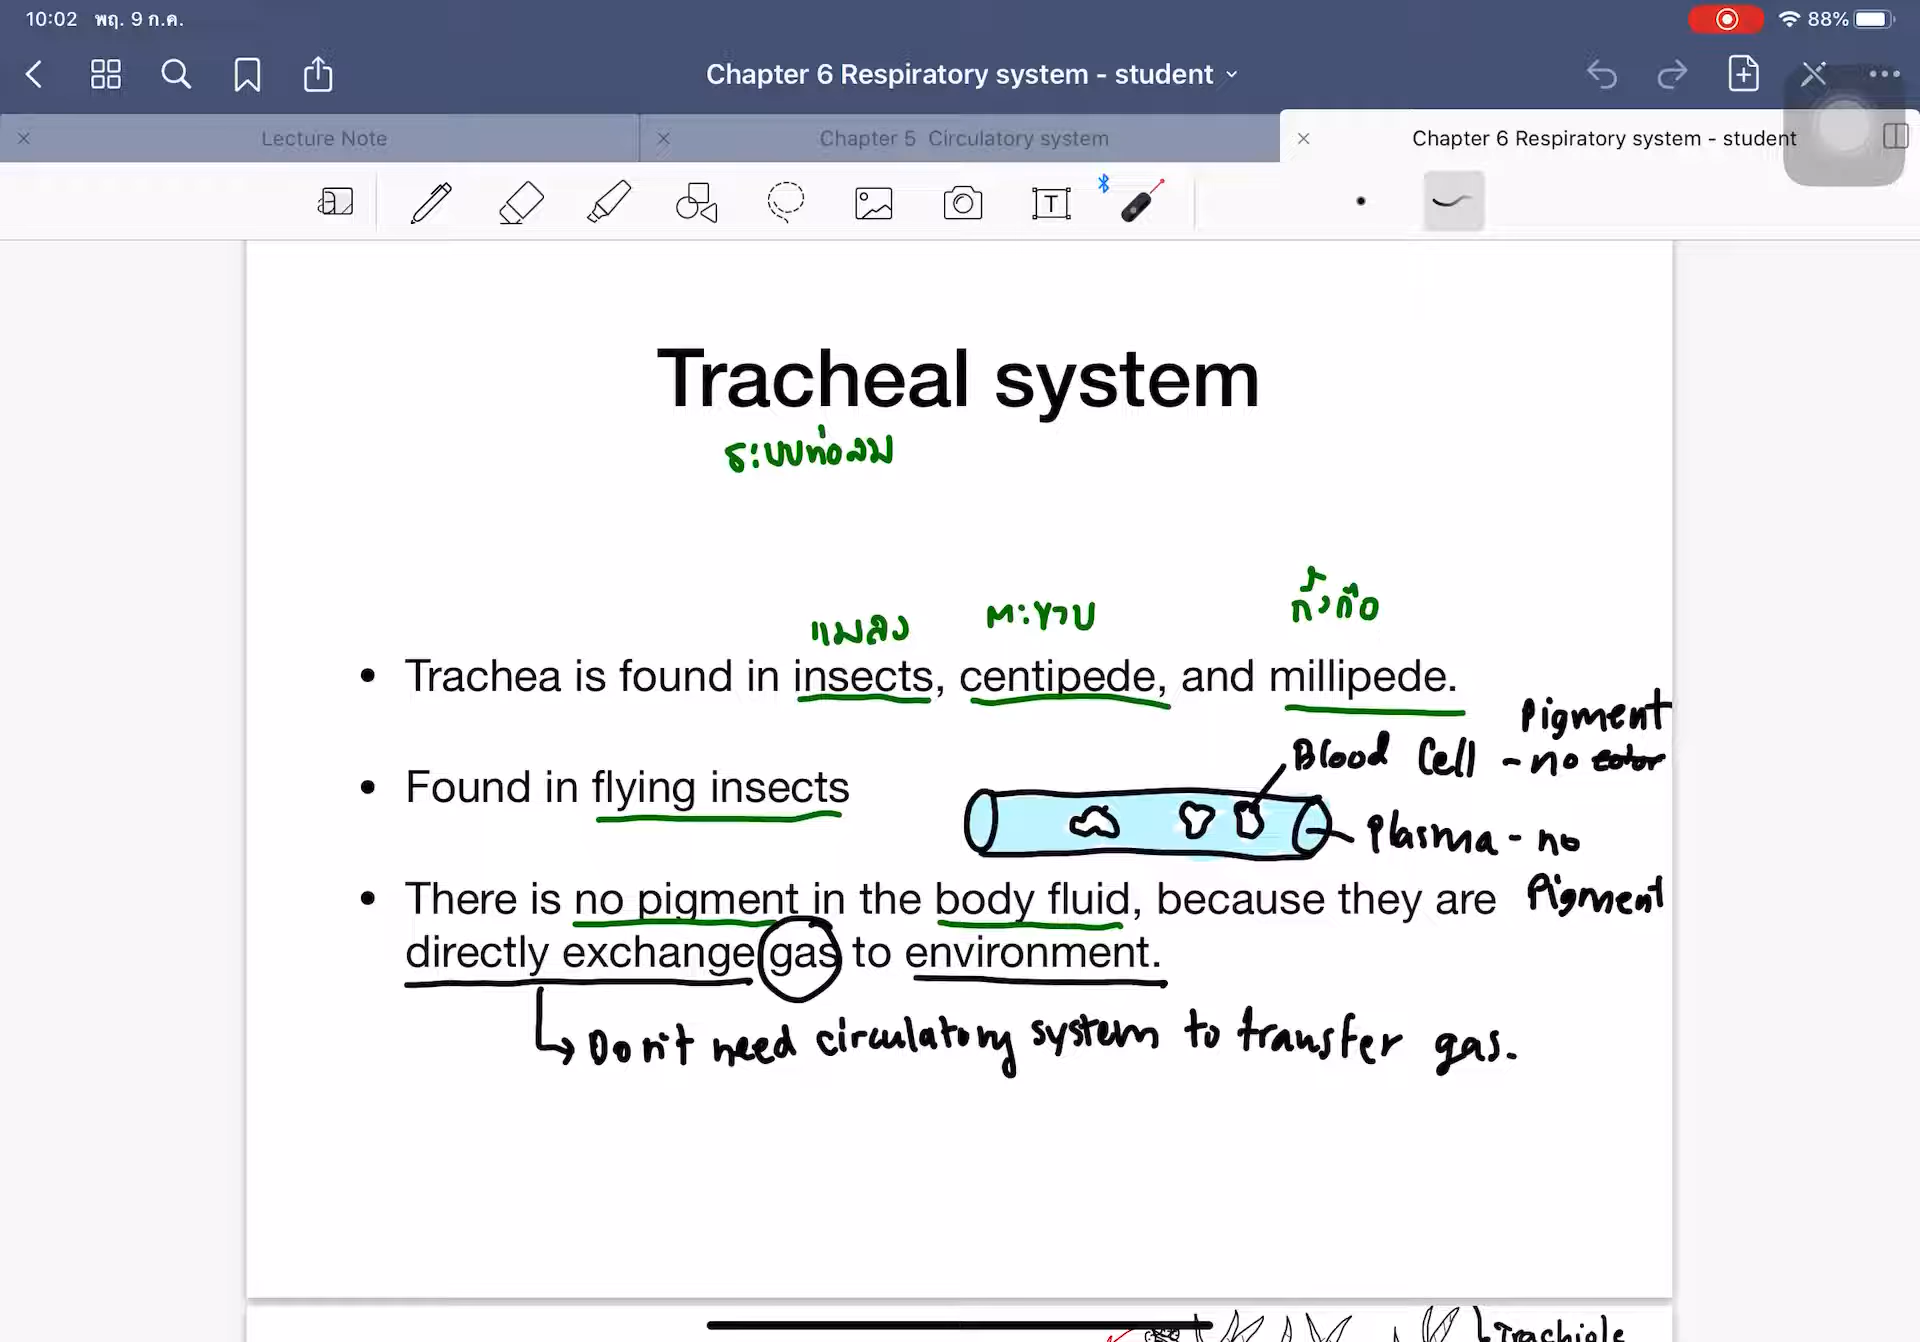 10:02 พฤ. 9 ก.ค.
88%
Chapter 6 Respiratory system - student
Lecture Note
Chapter 5 Circulatory system
Chapter 6 Respiratory system - student
Tracheal system
ระบบท่อลม
แมลง ตะขาบ กิ้งกือ
Trachea is found in insects, centipede, and millipede.
Pigment
Blood Cell - no color
Found in flying insects
Plasma - no
Pigment
There is no pigment in the body fluid, because they are
directly exchange gas to environment.
Don't need circulatory system to transfer gas.
Trachiole